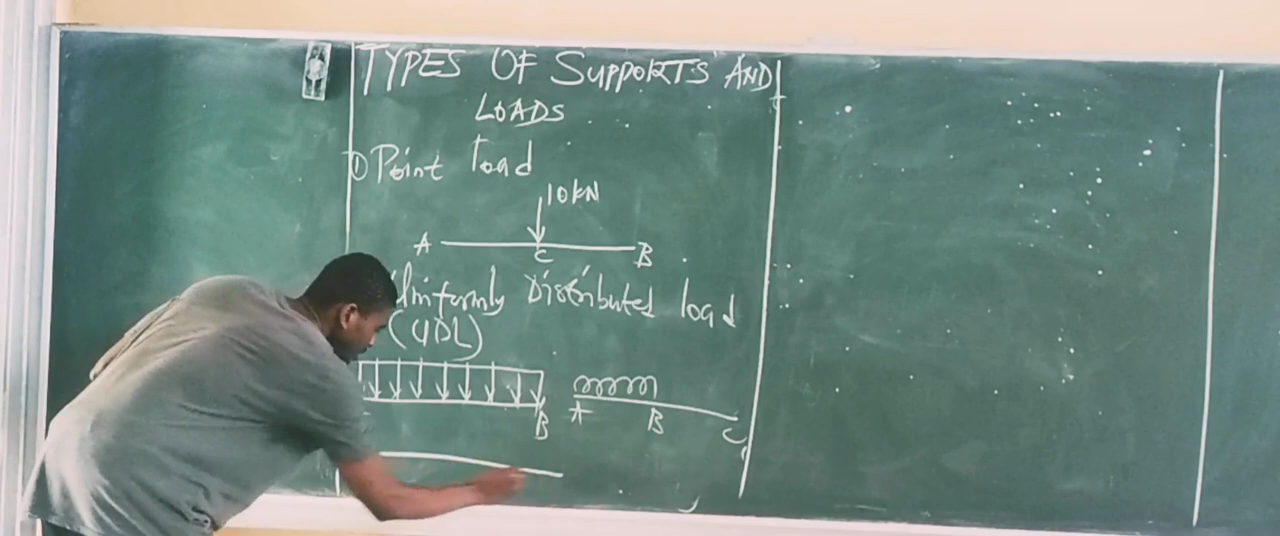 TYPES OF SUPPORTS AND
LOADS
① Point load
10kN
A C B
Uniformly Distributed load
(UDL)
B A B C